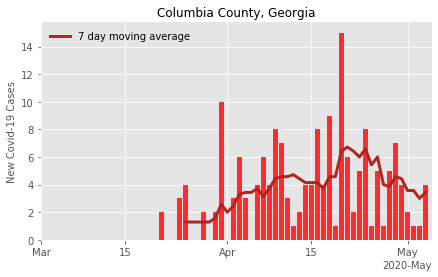 Columbia County, Georgia
7 day moving average
New Covid-19 Cases
14
12
10
8
6
4
2
0
Mar 15 Apr 15 May
2020-May